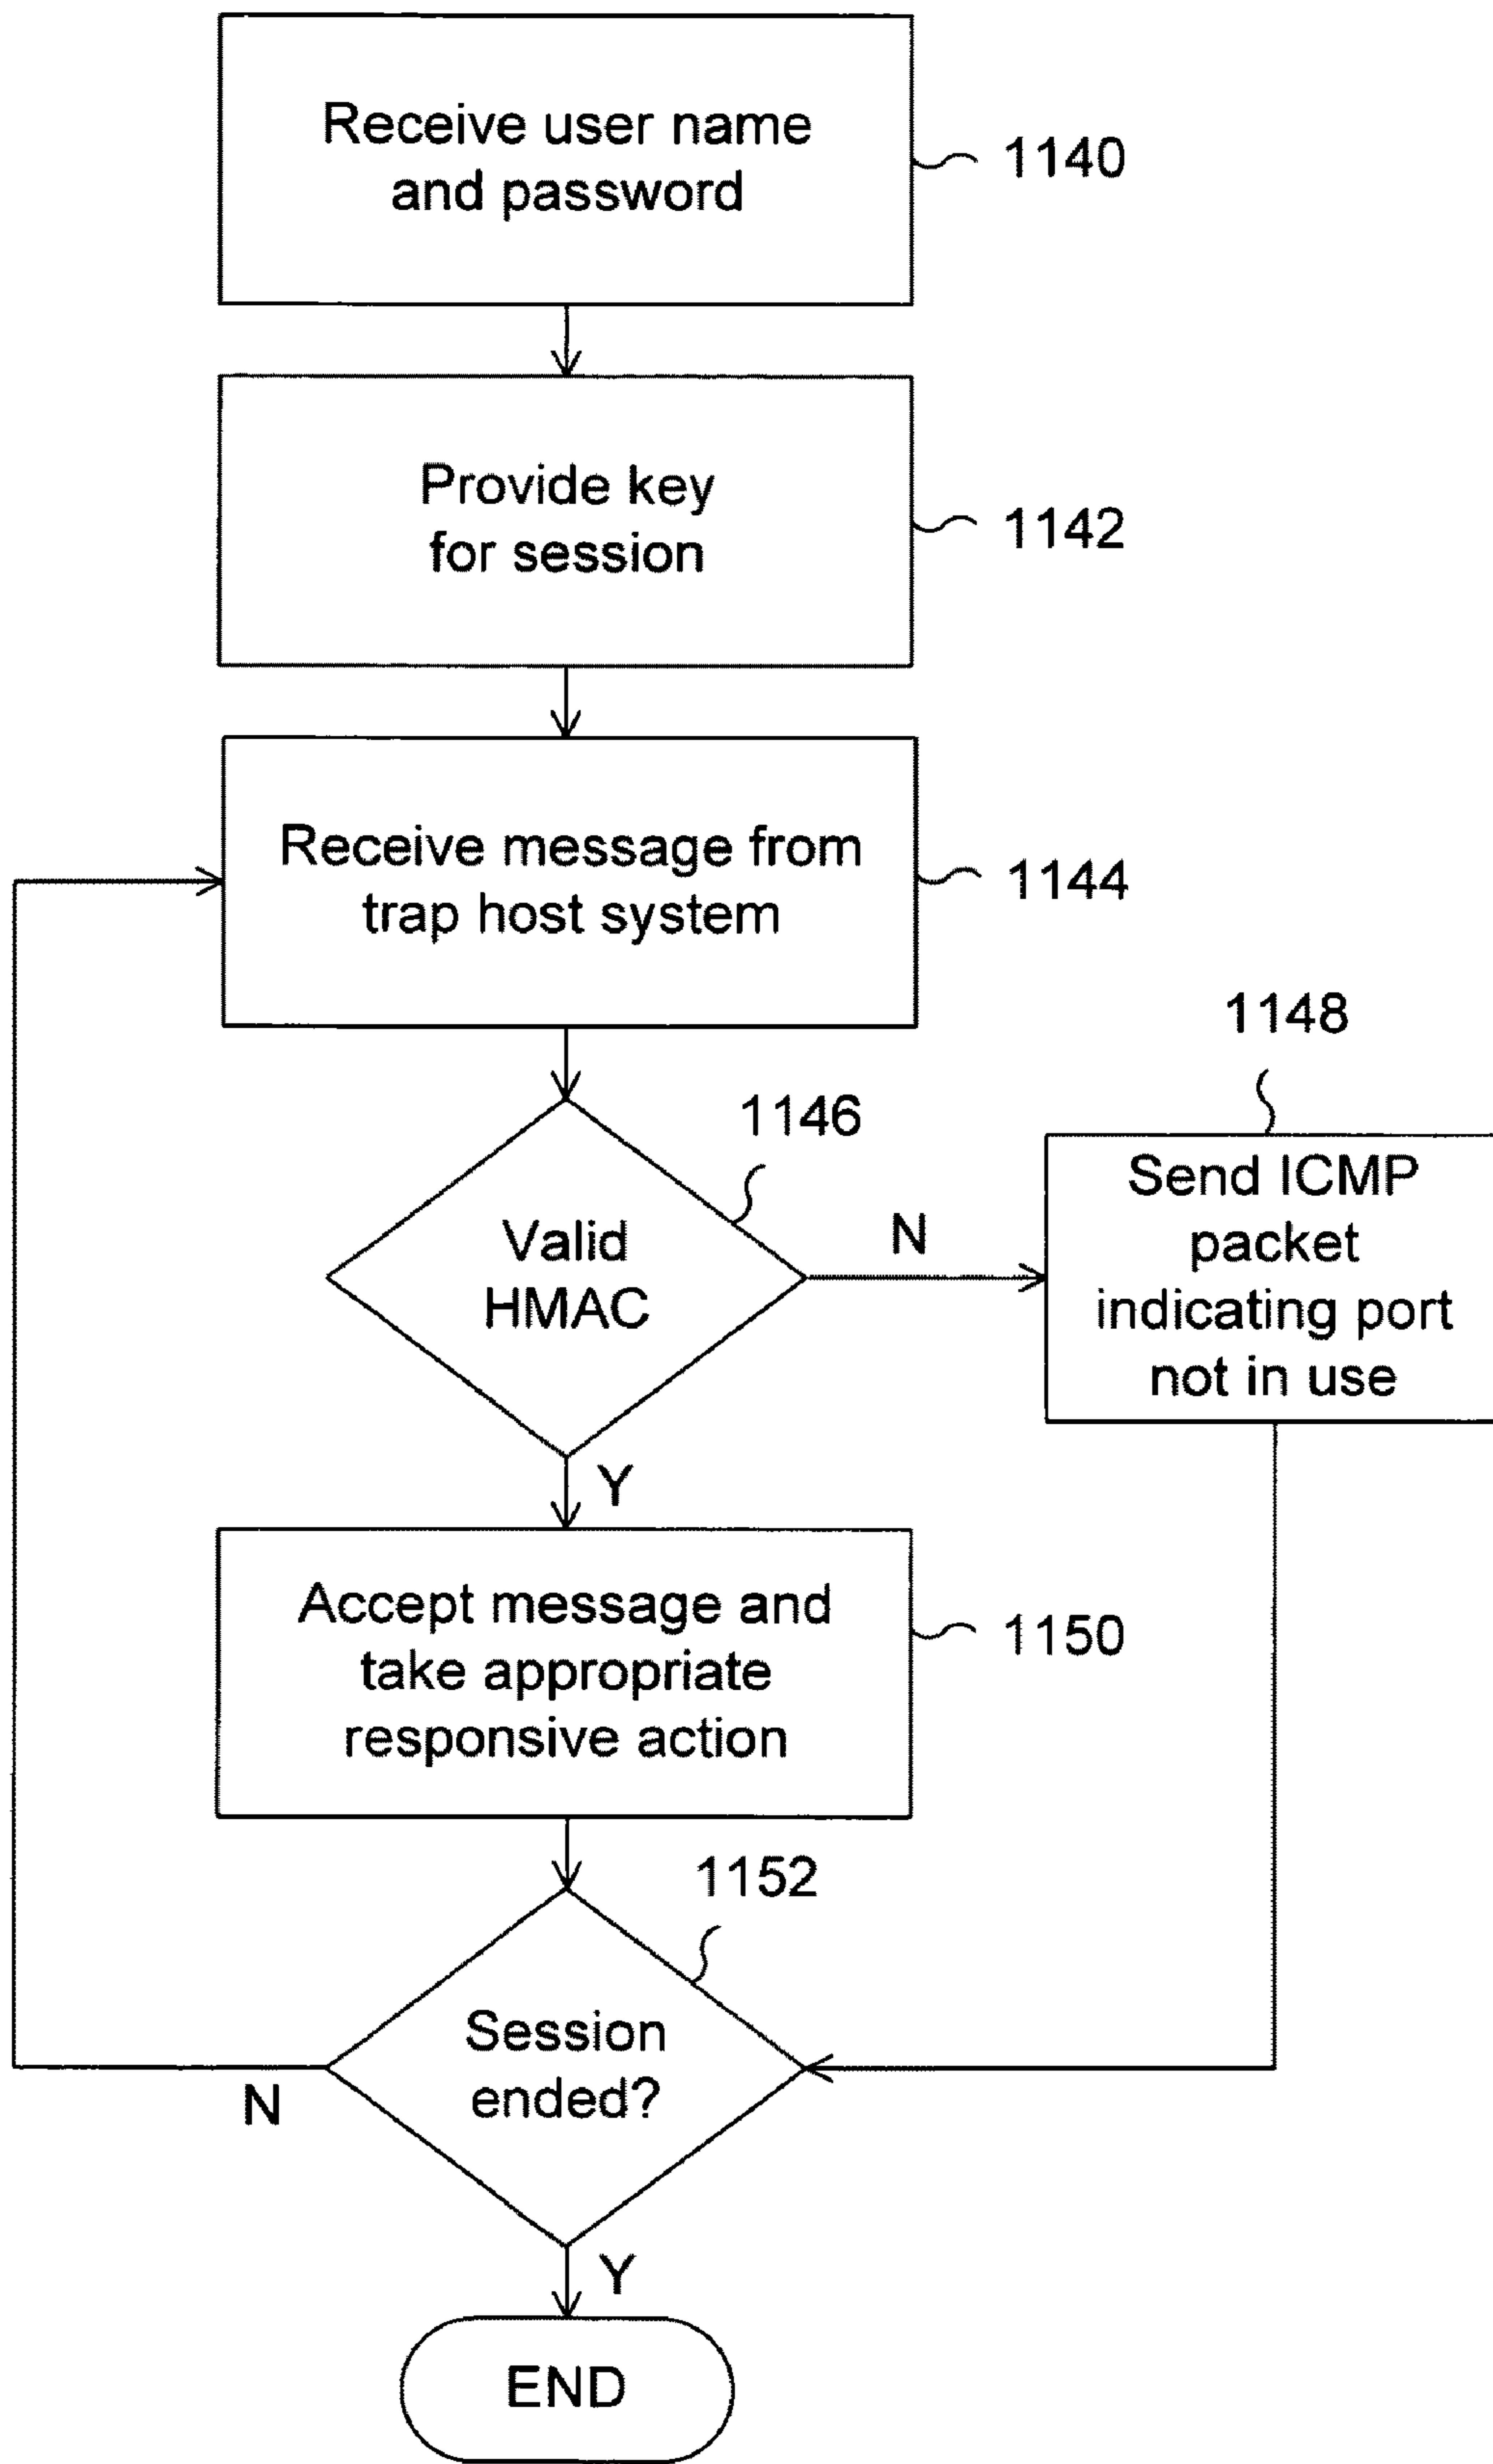 Receive user name
and password
1140
Provide key
for session
1142
Receive message from
trap host system
1144
1148
1146
Send ICMP
packet
indicating port
not in use
Valid
HMAC
N
Y
Accept message and
take appropriate
responsive action
1150
1152
Session
ended?
N
Y
END